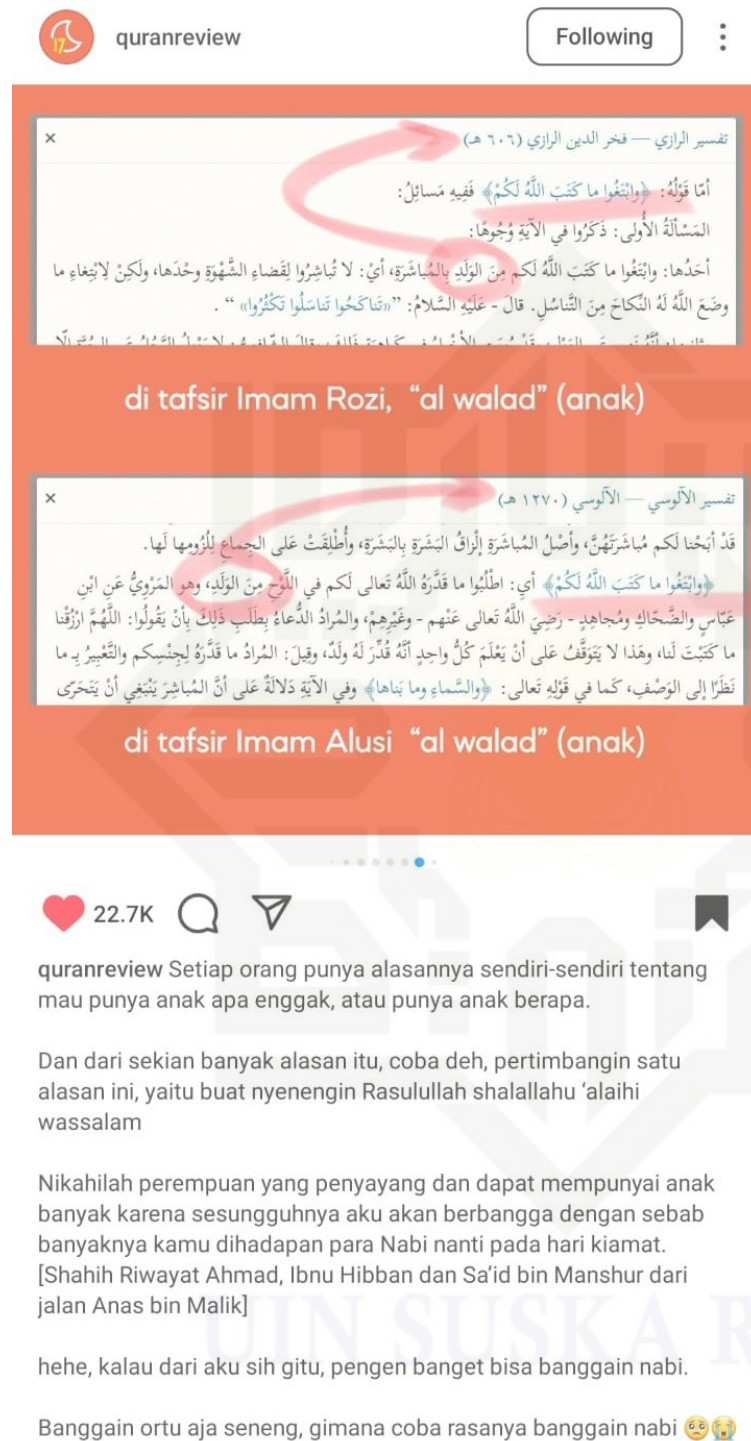 quranreview
Following
تفسير الرازي — فخر الدين الرازي (٦٠٦ هـ)
أمّا قَوْلُهُ: ﴿وابْتَغُوا ما كَتَبَ اللَّهُ لَكُمْ﴾ فَفِيهِ مَسائِلُ:
المَسْألَةُ الأُولى: ذَكَرُوا في الآيَةِ وُجُوهًا:
أحَدُها: وابْتَغُوا ما كَتَبَ اللَّهُ لَكم مِنَ الوَلَدِ بِالمُباشَرَةِ، أيْ: لا تُباشِرُوا لِقَضاءِ الشَّهْوَةِ وحْدَها، ولَكِنْ لِابْتِغاءِ ما
وضَعَ اللَّهُ لَهُ النِّكاحَ مِنَ التَّناسُلِ. قالَ - عَلَيْهِ السَّلامُ: ”«تَناكَحُوا تَناسَلُوا تَكْثُرُوا» “ .
di tafsir Imam Rozi, “al walad” (anak)
تفسير الآلوسي — الآلوسي (١٢٧٠ هـ)
قَدْ أبَحْنا لَكم مُباشَرَتَهُنَّ، وأصْلُ المُباشَرَةِ إلْزاقُ البَشَرَةِ بِالبَشَرَةِ، وأُطْلِقَتْ عَلى الجِماعِ لِلُزُومِها لَها.
﴿وابْتَغُوا ما كَتَبَ اللَّهُ لَكُمْ﴾ أي: اطْلُبُوا ما قَدَّرَهُ اللَّهُ تَعالى لَكم في اللَّوْحِ مِنَ الوَلَدِ، وهو المَرْوِيُّ عَنِ ابْنِ
عَبّاسٍ والضَّحّاكِ ومُجاهِدٍ - رَضِيَ اللَّهُ تَعالى عَنْهم - وغَيْرِهِمْ، والمُرادُ الدُّعاءُ بِطَلَبِ ذَلِكَ بِأنْ يَقُولُوا: اللَّهُمَّ ارْزُقْنا
ما كَتَبْتَ لَنا، وهَذا لا يَتَوَقَّفُ عَلى أنْ يَعْلَمَ كُلُّ واحِدٍ أنَّهُ قُدِّرَ لَهُ ولَدٌ، وقِيلَ: المُرادُ ما قَدَّرَهُ لِجِنْسِكم والتَّعْبِيرُ بِـ ما
نَظَرًا إلى الوَصْفِ، كَما في قَوْلِهِ تَعالى: ﴿والسَّماءِ وما بَناها﴾ وفي الآيَةِ دَلالَةٌ عَلى أنَّ المُباشِرَ يَنْبَغِي أنْ يَتَحَرّى
di tafsir Imam Alusi “al walad” (anak)
22.7K
quranreview Setiap orang punya alasannya sendiri-sendiri tentang
mau punya anak apa enggak, atau punya anak berapa.
Dan dari sekian banyak alasan itu, coba deh, pertimbangin satu
alasan ini, yaitu buat nyenengin Rasulullah shalallahu ‘alaihi
wassalam
Nikahilah perempuan yang penyayang dan dapat mempunyai anak
banyak karena sesungguhnya aku akan berbangga dengan sebab
banyaknya kamu dihadapan para Nabi nanti pada hari kiamat.
[Shahih Riwayat Ahmad, Ibnu Hibban dan Sa’id bin Manshur dari
jalan Anas bin Malik]
UIN SUSKA R
hehe, kalau dari aku sih gitu, pengen banget bisa banggain nabi.
Banggain ortu aja seneng, gimana coba rasanya banggain nabi 🥺😭